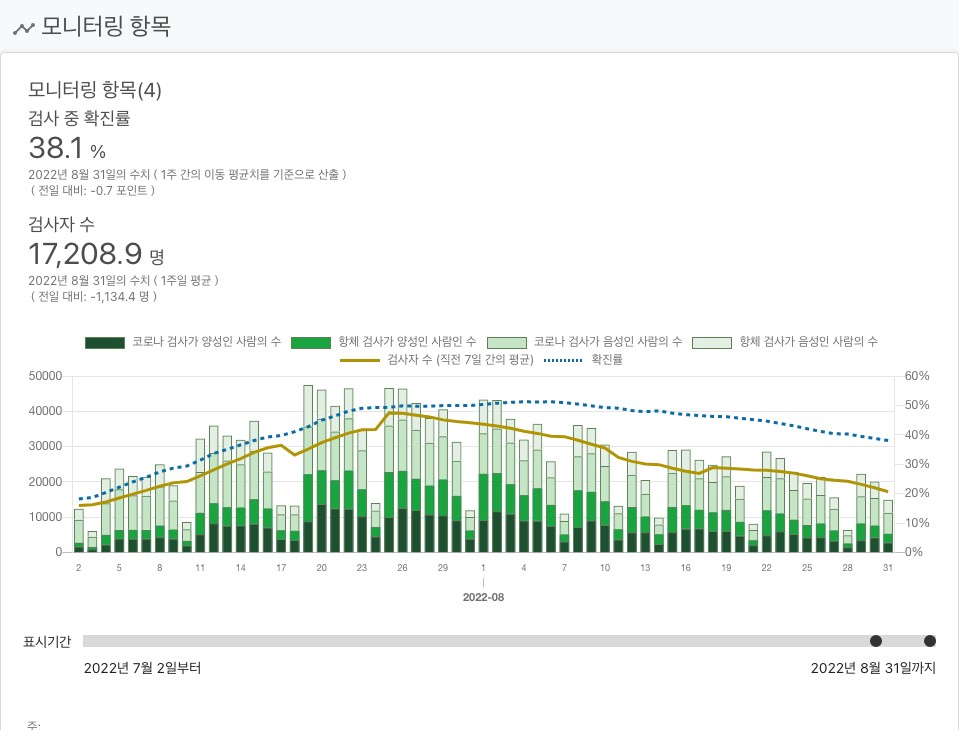 모니터링 항목
모니터링 항목(4)
검사 중 확진률
38.1 %
2022년 8월 31일의 수치 ( 1주 간의 이동 평균치를 기준으로 산출 )
( 전일 대비: -0.7 포인트 )
검사자 수
17,208.9 명
2022년 8월 31일의 수치 ( 1주일 평균 )
( 전일 대비: -1,134.4 명 )
코로나 검사가 양성인 사람의 수 항체 검사가 양성인 사람인 수 코로나 검사가 음성인 사람의 수 항체 검사가 음성인 사람의 수
검사자 수 (직전 7일 간의 평균) 확진률
50000 60%
40000 50%
30000 40%
20000 30%
10000 20%
0 10%
0%
2 5 8 11 14 17 20 23 26 29 1 4 7 10 13 16 19 22 25 28 31
2022-08
표시기간
2022년 7월 2일부터 2022년 8월 31일까지
주: